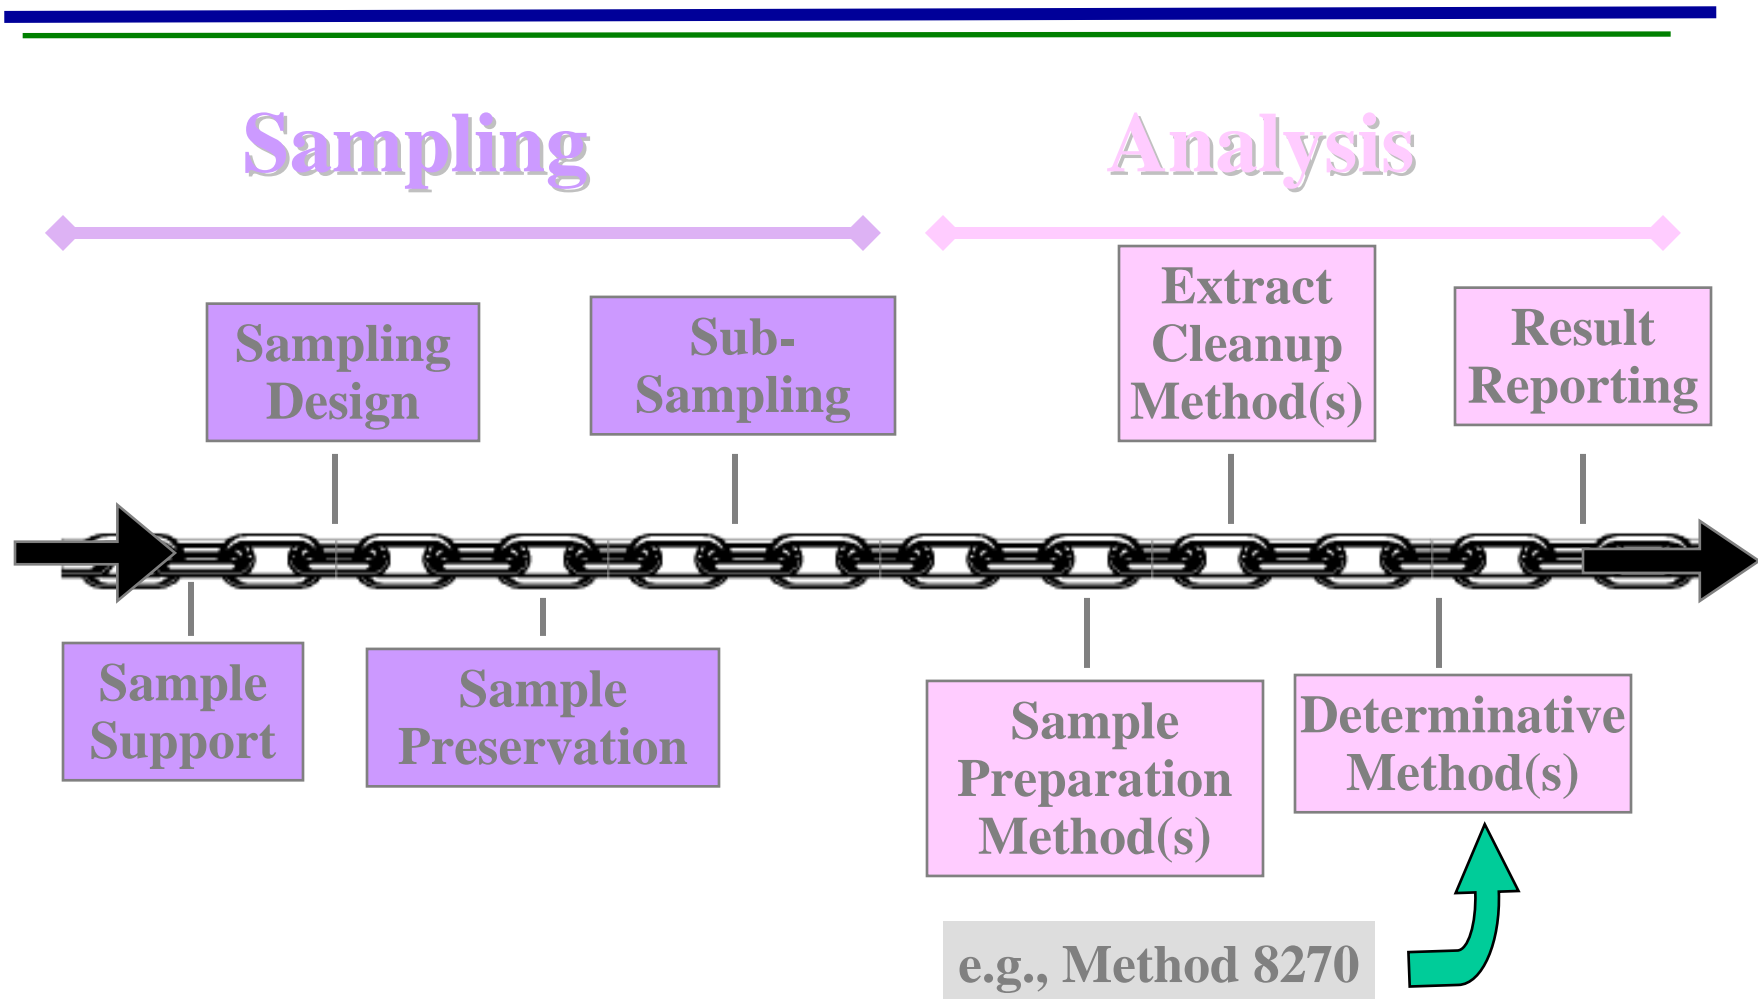 Sampling
Analysis
Sampling
Design
Sub-
Sampling
Extract
Cleanup
Method(s)
Result
Reporting
Sample
Support
Sample
Preservation
Sample
Preparation
Method(s)
Determinative
Method(s)
e.g., Method 8270